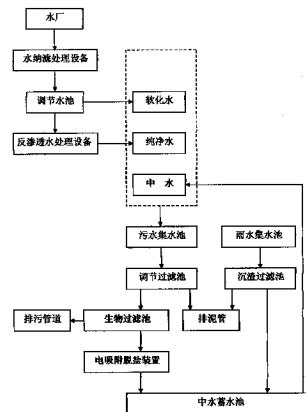 水厂
水纳滤处理设备
调节水池
软化水
反渗透水处理设备
纯净水
中 水
污水集水池
雨水集水池
调节过滤池
沉渣过滤池
排污管道
生物过滤池
排泥管
电吸附脱盐装置
中水蓄水池